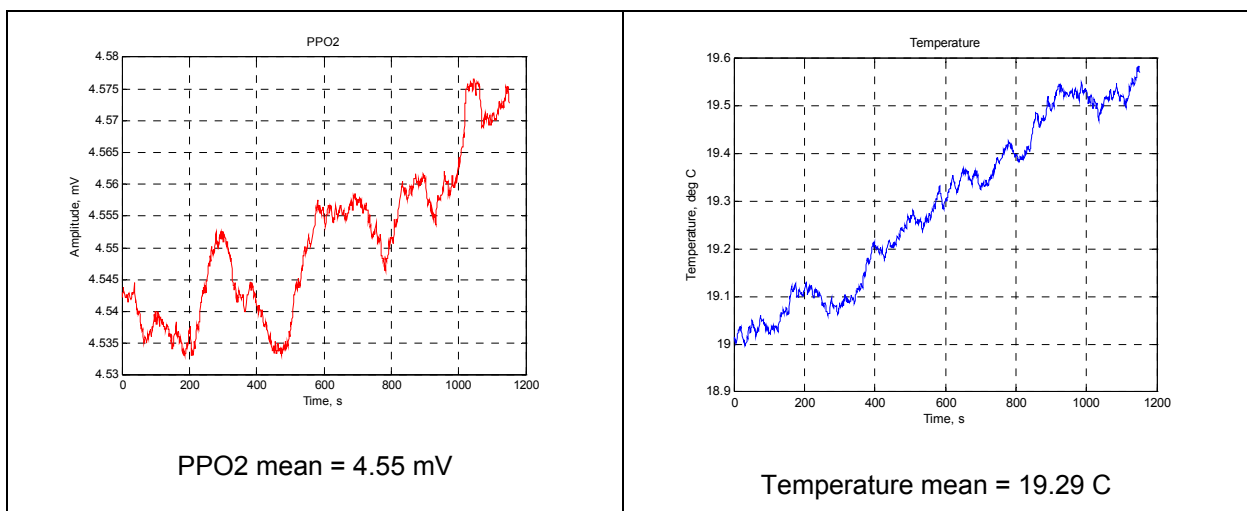 PPO2
4.58
4.575
4.57
4.565
4.56
4.555
4.55
4.545
4.54
4.535
4.53
Amplitude, mV
0 200 400 600 800 1000 1200
Time, s
PPO2 mean = 4.55 mV
Temperature
19.6
19.5
19.4
19.3
19.2
19.1
19
18.9
Temperature, deg C
0 200 400 600 800 1000 1200
Time, s
Temperature mean = 19.29 C